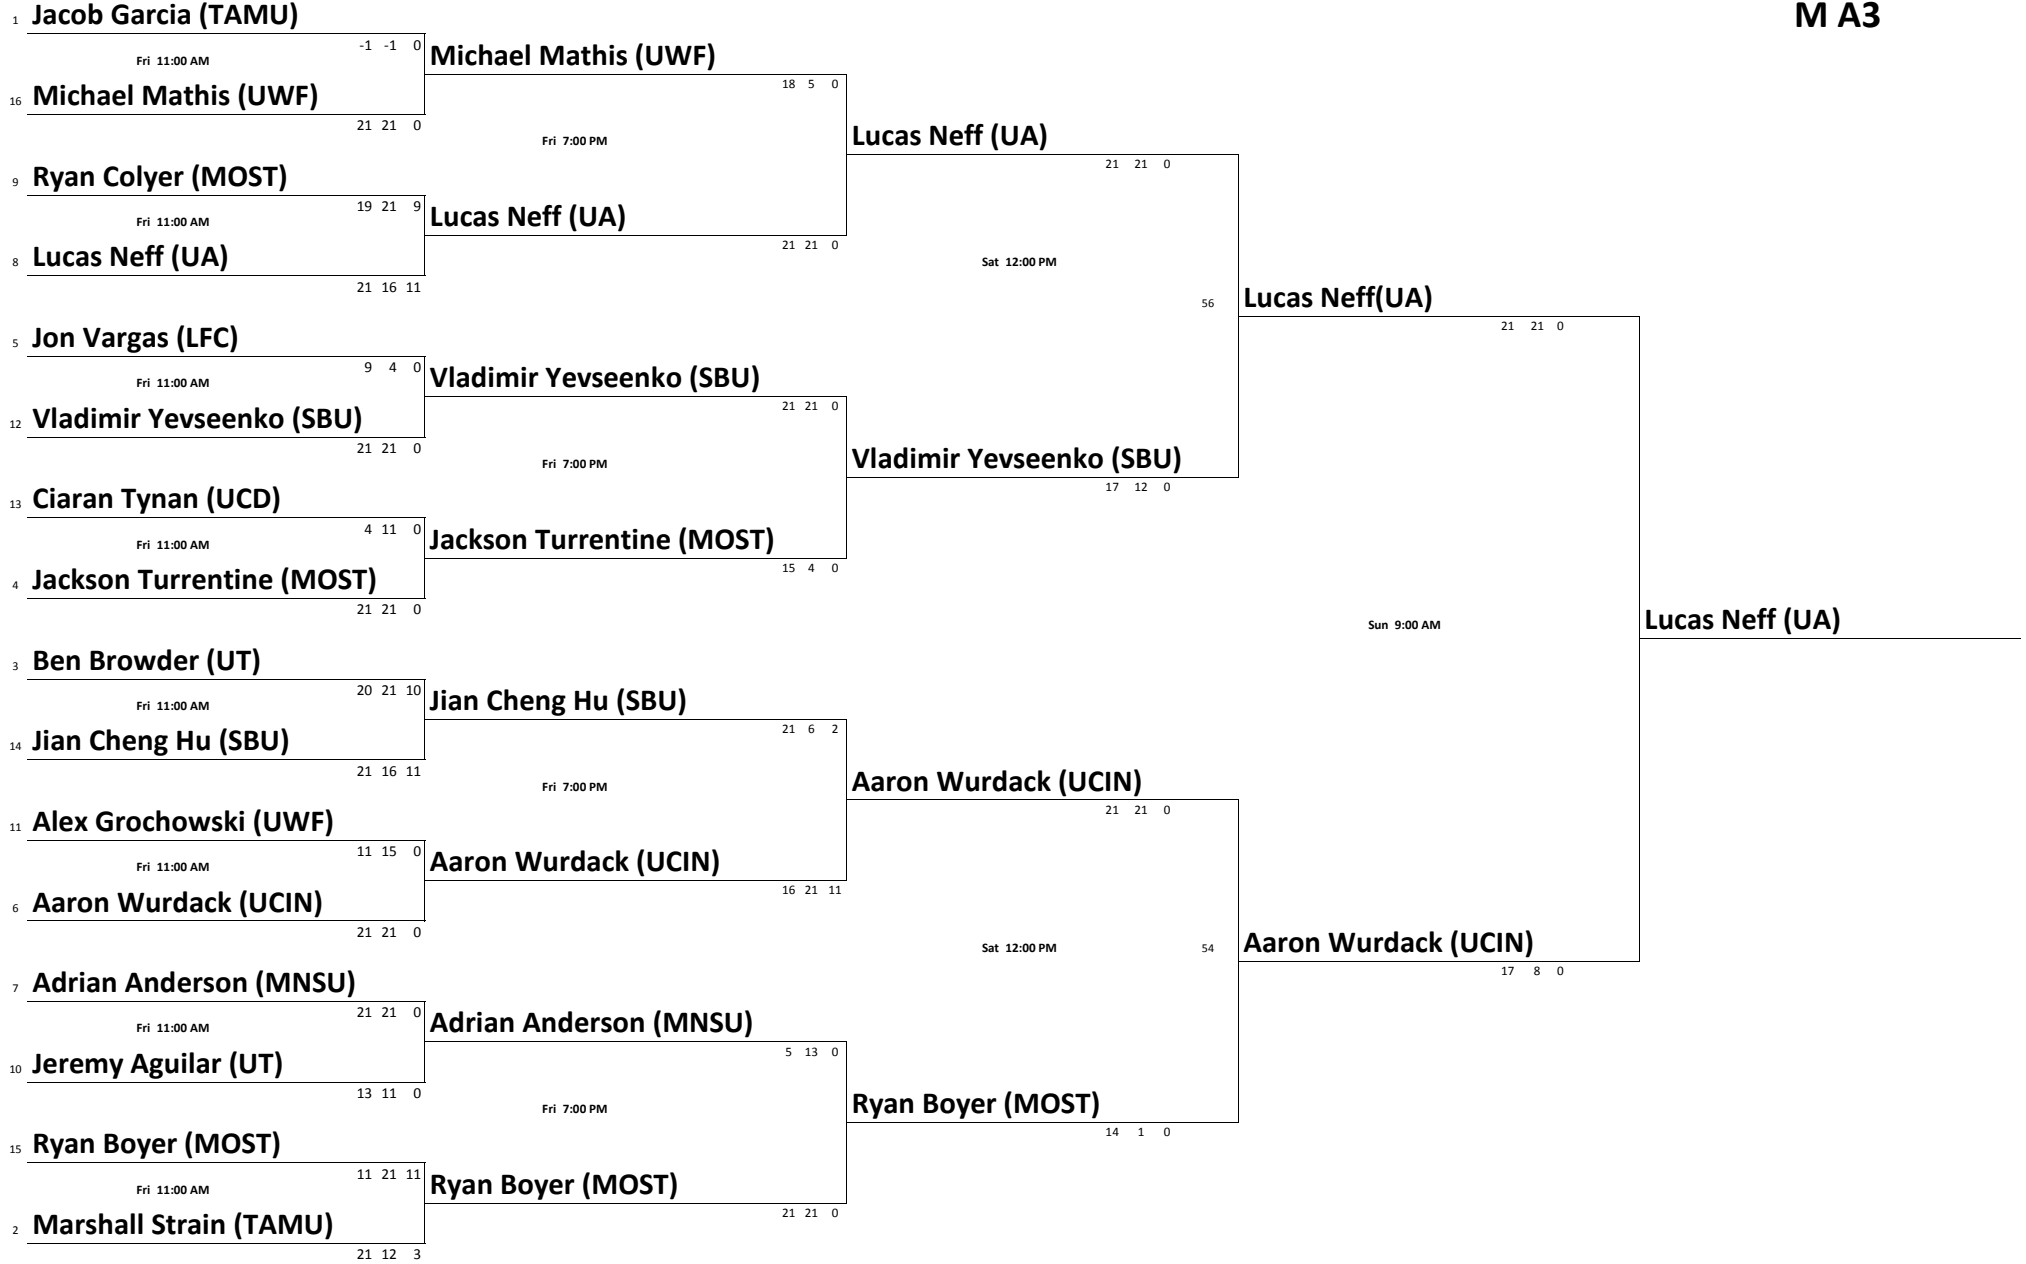 M A3
1 Jacob Garcia (TAMU)
-1 -1 0
Fri 11:00 AM
16 Michael Mathis (UWF)
21 21 0
9 Ryan Colyer (MOST)
19 21 9
Fri 11:00 AM
8 Lucas Neff (UA)
21 16 11
5 Jon Vargas (LFC)
9 4 0
Fri 11:00 AM
12 Vladimir Yevseenko (SBU)
21 21 0
13 Ciaran Tynan (UCD)
4 11 0
Fri 11:00 AM
4 Jackson Turrentine (MOST)
21 21 0
3 Ben Browder (UT)
20 21 10
Fri 11:00 AM
14 Jian Cheng Hu (SBU)
21 16 11
11 Alex Grochowski (UWF)
11 15 0
Fri 11:00 AM
6 Aaron Wurdack (UCIN)
21 21 0
7 Adrian Anderson (MNSU)
21 21 0
Fri 11:00 AM
10 Jeremy Aguilar (UT)
13 11 0
15 Ryan Boyer (MOST)
11 21 11
Fri 11:00 AM
2 Marshall Strain (TAMU)
21 12 3
Michael Mathis (UWF)
18 5 0
Fri 7:00 PM
Lucas Neff (UA)
21 21 0
Vladimir Yevseenko (SBU)
21 21 0
Fri 7:00 PM
Jackson Turrentine (MOST)
15 4 0
Jian Cheng Hu (SBU)
21 6 2
Fri 7:00 PM
Aaron Wurdack (UCIN)
16 21 11
Adrian Anderson (MNSU)
5 13 0
Fri 7:00 PM
Ryan Boyer (MOST)
21 21 0
Lucas Neff (UA)
21 21 0
Sat 12:00 PM
56
Vladimir Yevseenko (SBU)
17 12 0
Aaron Wurdack (UCIN)
21 21 0
Sat 12:00 PM
54
Ryan Boyer (MOST)
14 1 0
Lucas Neff(UA)
21 21 0
Sun 9:00 AM
Aaron Wurdack (UCIN)
17 8 0
Lucas Neff (UA)